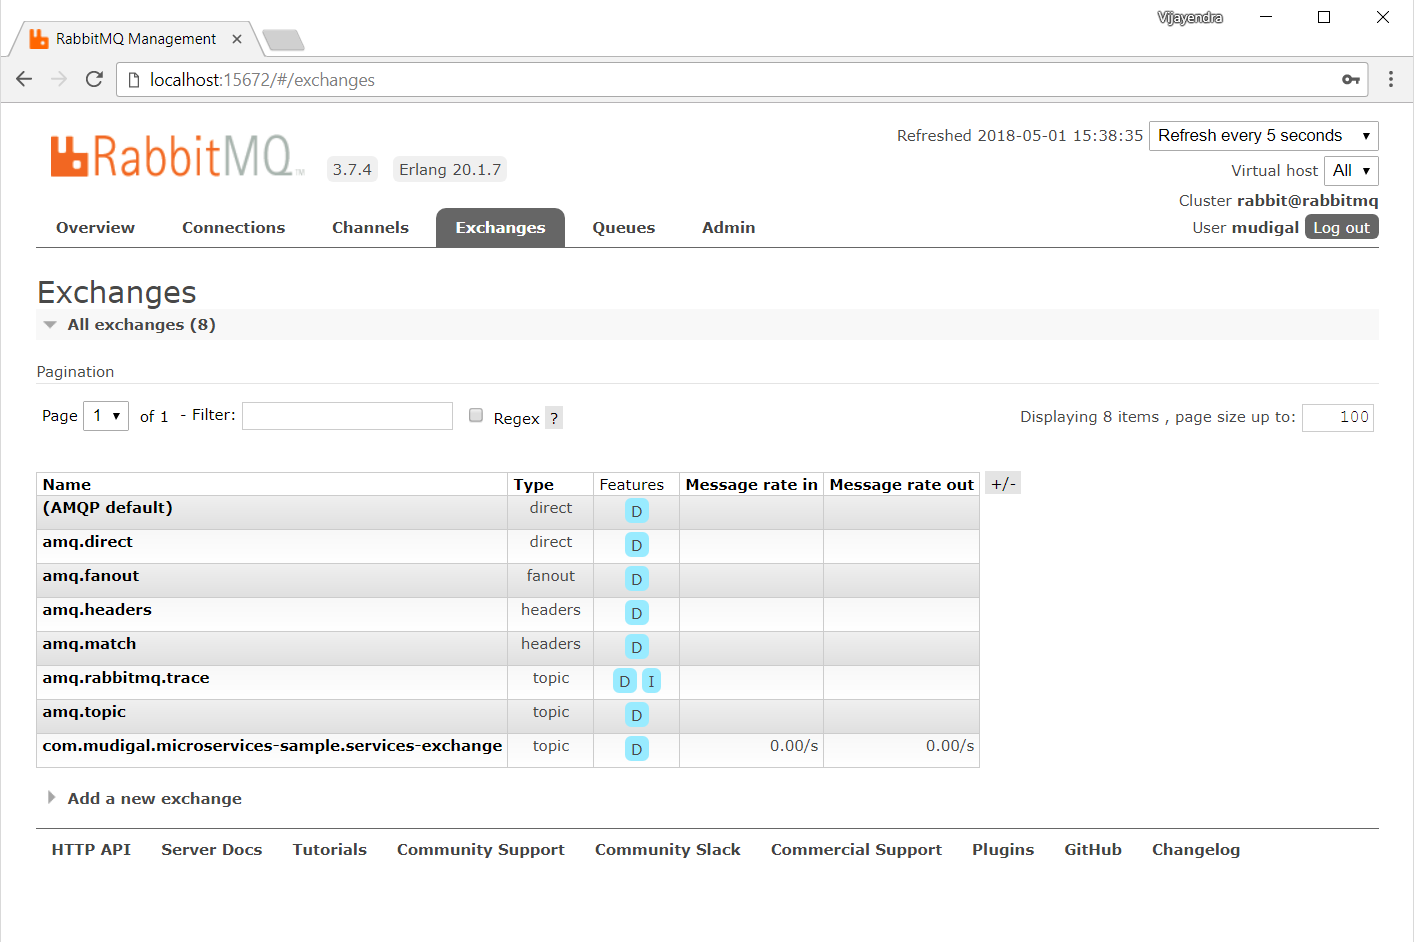 Vijayendra
RabbitMQ Management
localhost:15672/#/exchanges
RabbitMQ™ 3.7.4 Erlang 20.1.7
Refreshed 2018-05-01 15:38:35 Refresh every 5 seconds
Virtual host All
Cluster rabbit@rabbitmq
User mudigal Log out
Overview Connections Channels Exchanges Queues Admin
Exchanges
All exchanges (8)
Pagination
Page 1 of 1 - Filter: Regex ? Displaying 8 items , page size up to: 100
Name Type Features Message rate in Message rate out +/-
(AMQP default) direct D
amq.direct direct D
amq.fanout fanout D
amq.headers headers D
amq.match headers D
amq.rabbitmq.trace topic D I
amq.topic topic D
com.mudigal.microservices-sample.services-exchange topic D 0.00/s 0.00/s
Add a new exchange
HTTP API Server Docs Tutorials Community Support Community Slack Commercial Support Plugins GitHub Changelog